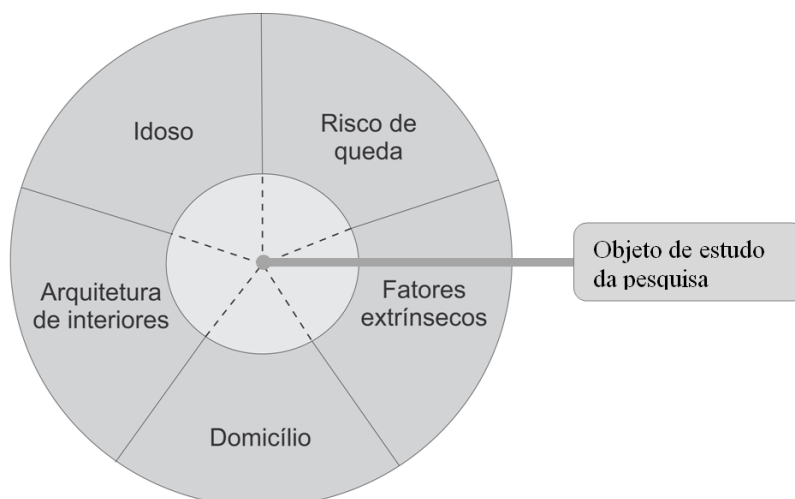 Idoso
Risco de
queda
Arquitetura
de interiores
Fatores
extrínsecos
Domicílio
Objeto de estudo
da pesquisa